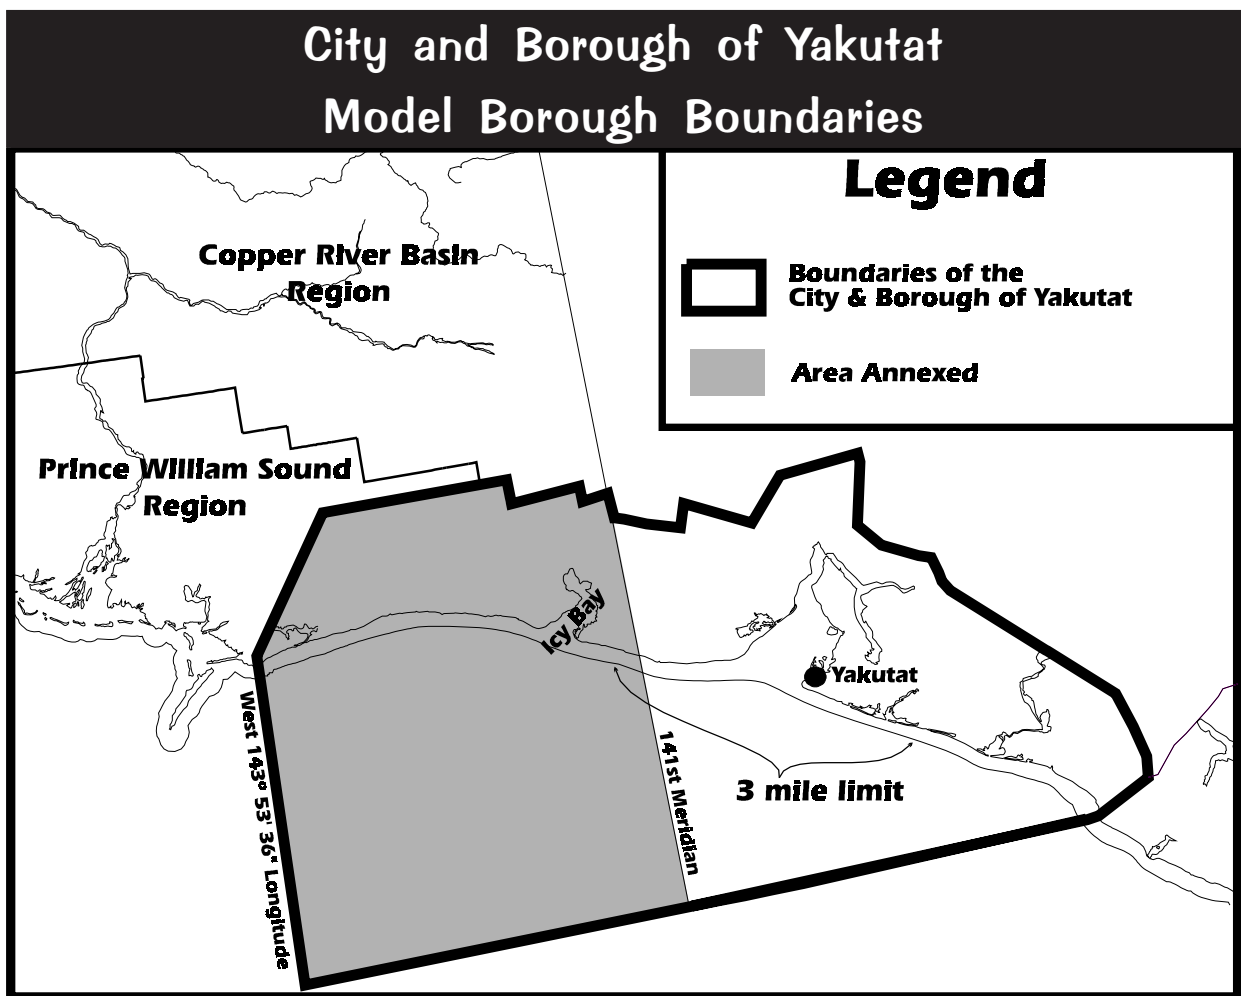 City and Borough of Yakutat
Model Borough Boundaries
Legend
Boundaries of the
City & Borough of Yakutat
Area Annexed
Copper River Basin
Region
Prince William Sound
Region
Icy Bay
Yakutat
3 mile limit
West 143º 53' 36" Longitude
141st Meridian